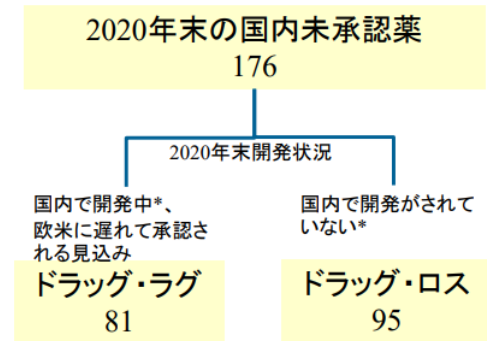 2020年末の国内未承認薬
176
2020年末開発状況
国内で開発中*、
欧米に遅れて承認さ
れる見込み
ドラッグ・ラグ
81
国内で開発がされて
いない*
ドラッグ・ロス
95